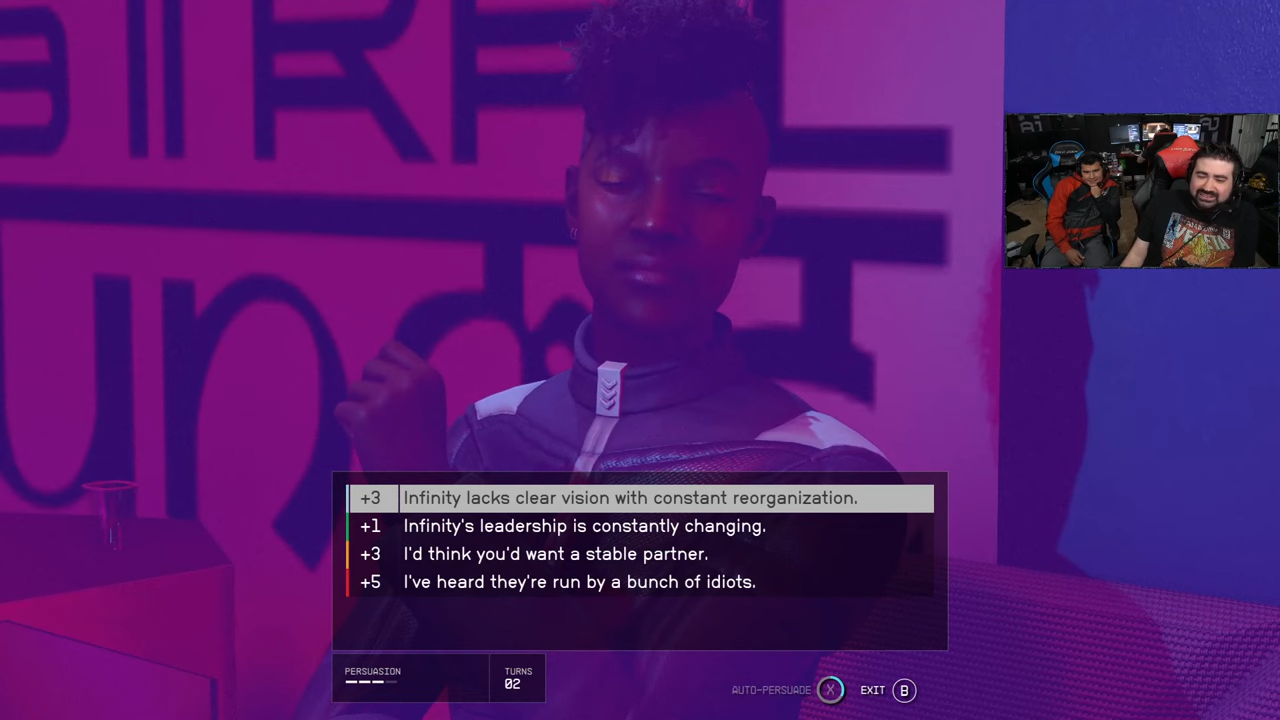 +3 Infinity lacks clear vision with constant reorganization.
+1 Infinity's leadership is constantly changing.
+3 I'd think you'd want a stable partner.
+5 I've heard they're run by a bunch of idiots.
PERSUASION
TURNS
02
AUTO-PERSUADE X EXIT B